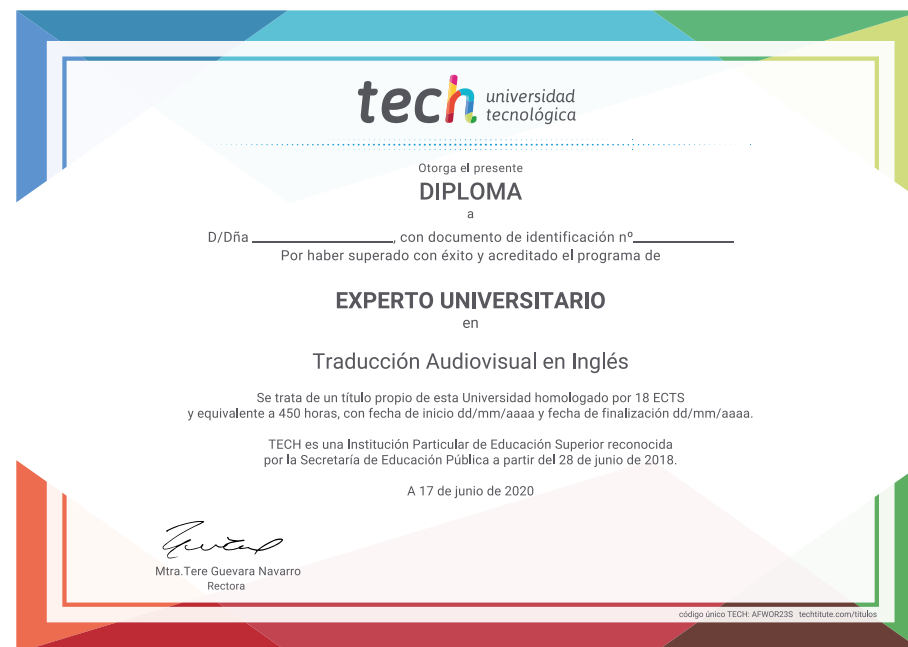 tech universidad
tecnológica
Otorga el presente
DIPLOMA
a
D/Dña ______________, con documento de identificación nº__________
Por haber superado con éxito y acreditado el programa de
EXPERTO UNIVERSITARIO
en
Traducción Audiovisual en Inglés
Se trata de un título propio de esta Universidad homologado por 18 ECTS
y equivalente a 450 horas, con fecha de inicio dd/mm/aaaa y fecha de finalización dd/mm/aaaa.
TECH es una Institución Particular de Educación Superior reconocida
por la Secretaría de Educación Pública a partir del 28 de junio de 2018.
A 17 de junio de 2020
Mtra.Tere Guevara Navarro
Rectora
código único TECH: AFWOR23S techtitute.com/titulos